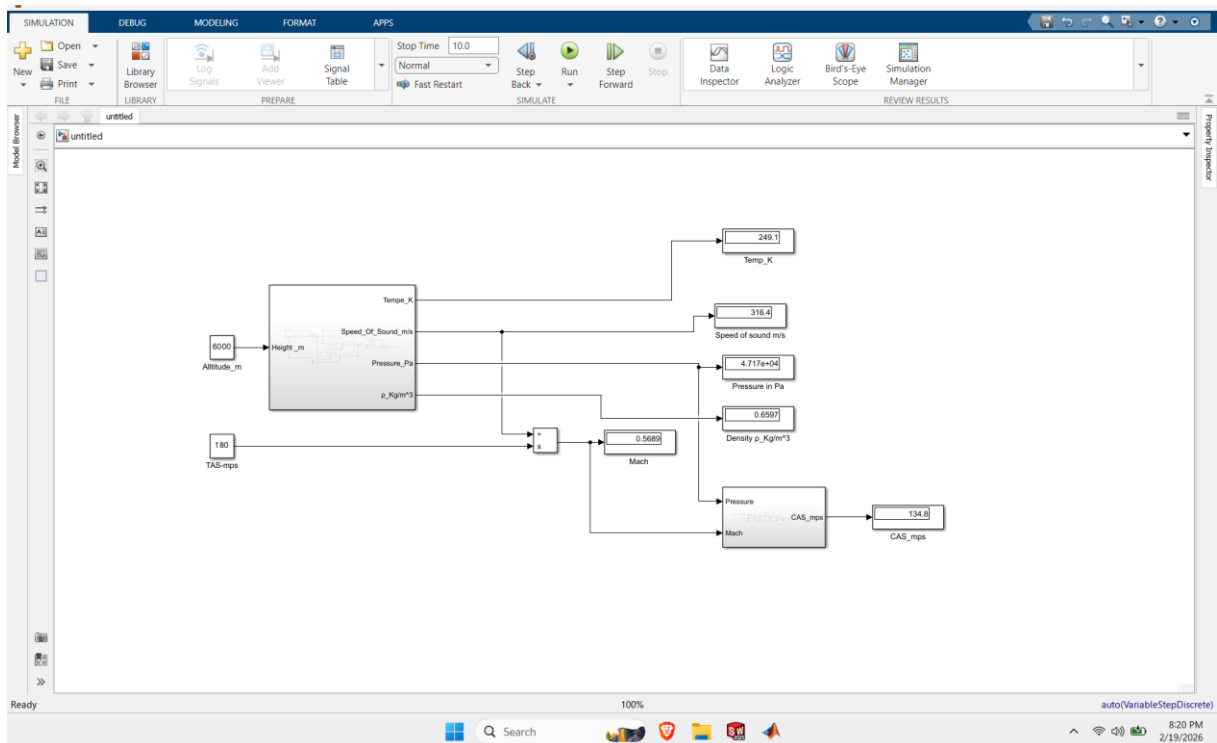 SIMULATION DEBUG MODELING FORMAT APPS
New
Open
Save
Print
FILE
Library Browser
LIBRARY
Log Signals
Add Viewer
Signal Table
PREPARE
Stop Time 10.0
Normal
Fast Restart
Step Back
Run
Step Forward
Stop
SIMULATE
Data Inspector
Logic Analyzer
Bird's-Eye Scope
Simulation Manager
REVIEW RESULTS
Model Browser
untitled
untitled
Property Inspector
249.1
Temp_K
Tempe_K
316.4
Speed of sound m/s
Speed_Of_Sound_m/s
6000
Height _m
Alltitude_m
Pressure_Pa
4.717e+04
Pressure in Pa
ρ_Kg/m^3
0.6597
Density ρ_Kg/m^3
180
TAS-mps
÷
x
0.5689
Mach
Pressure
CAS_mps
Mach
134.8
CAS_mps
Ready 100% auto(VariableStepDiscrete)
Search
8:20 PM
2/19/2026